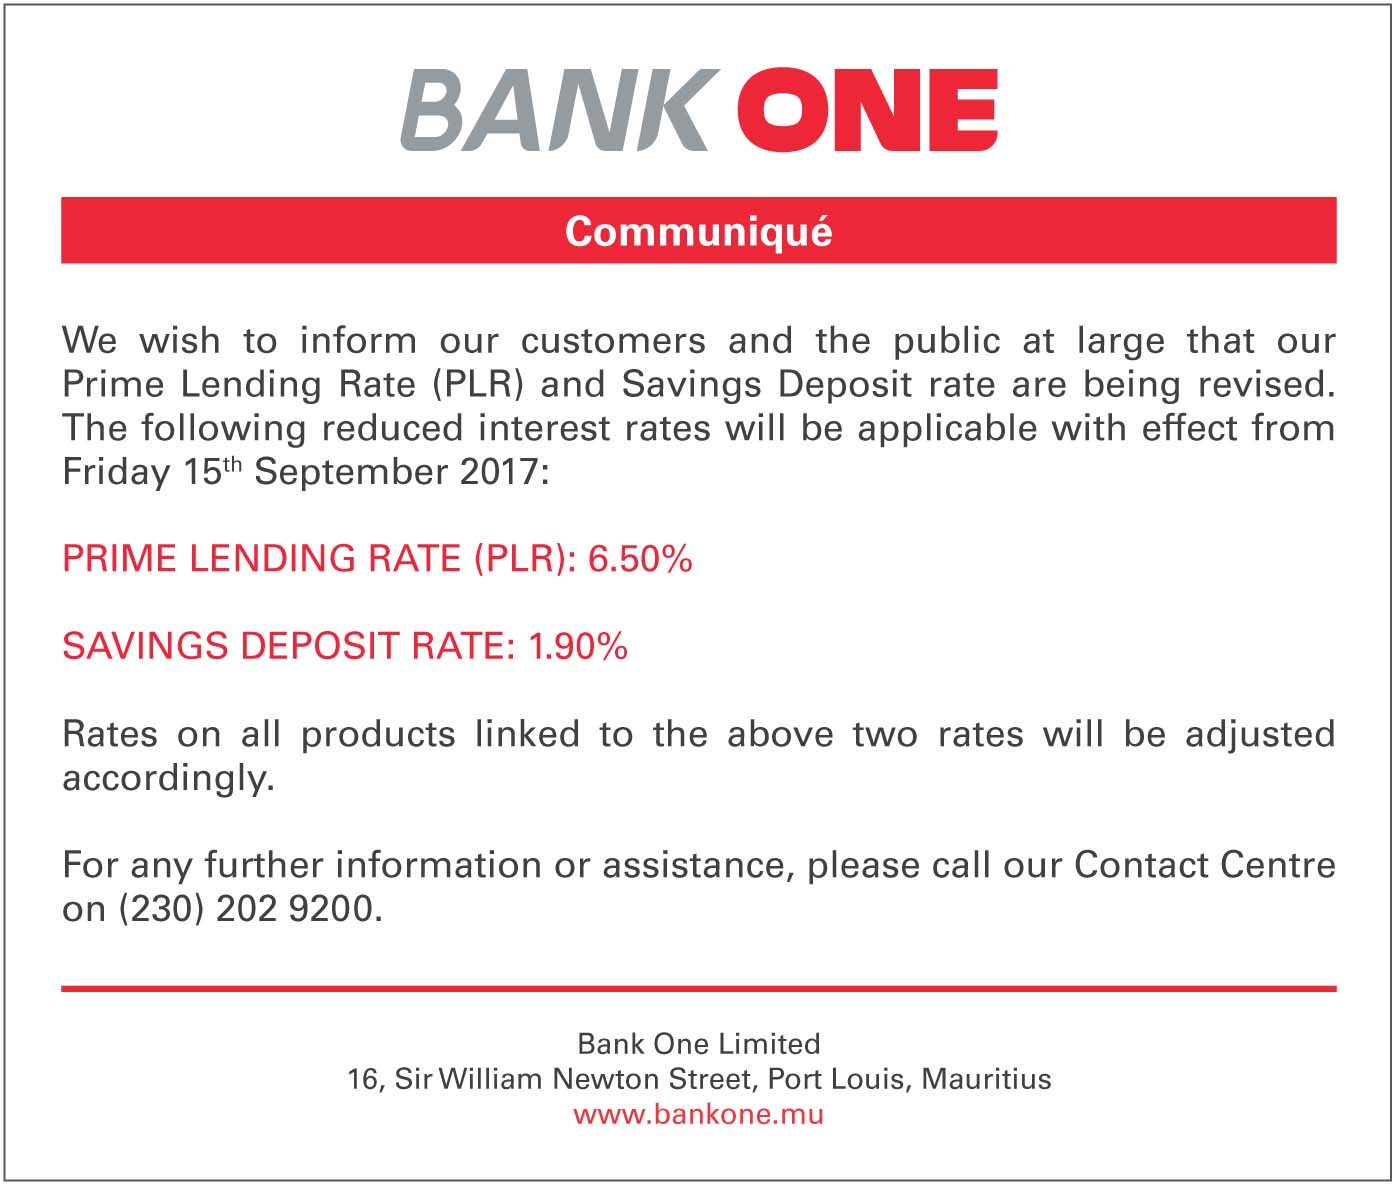 BANK ONE
Communiqué
We wish to inform our customers and the public at large that our
Prime Lending Rate (PLR) and Savings Deposit rate are being revised.
The following reduced interest rates will be applicable with effect from
Friday 15th September 2017:
PRIME LENDING RATE (PLR): 6.50%
SAVINGS DEPOSIT RATE: 1.90%
Rates on all products linked to the above two rates will be adjusted
accordingly.
For any further information or assistance, please call our Contact Centre
on (230) 202 9200.
Bank One Limited
16, Sir William Newton Street, Port Louis, Mauritius
www.bankone.mu